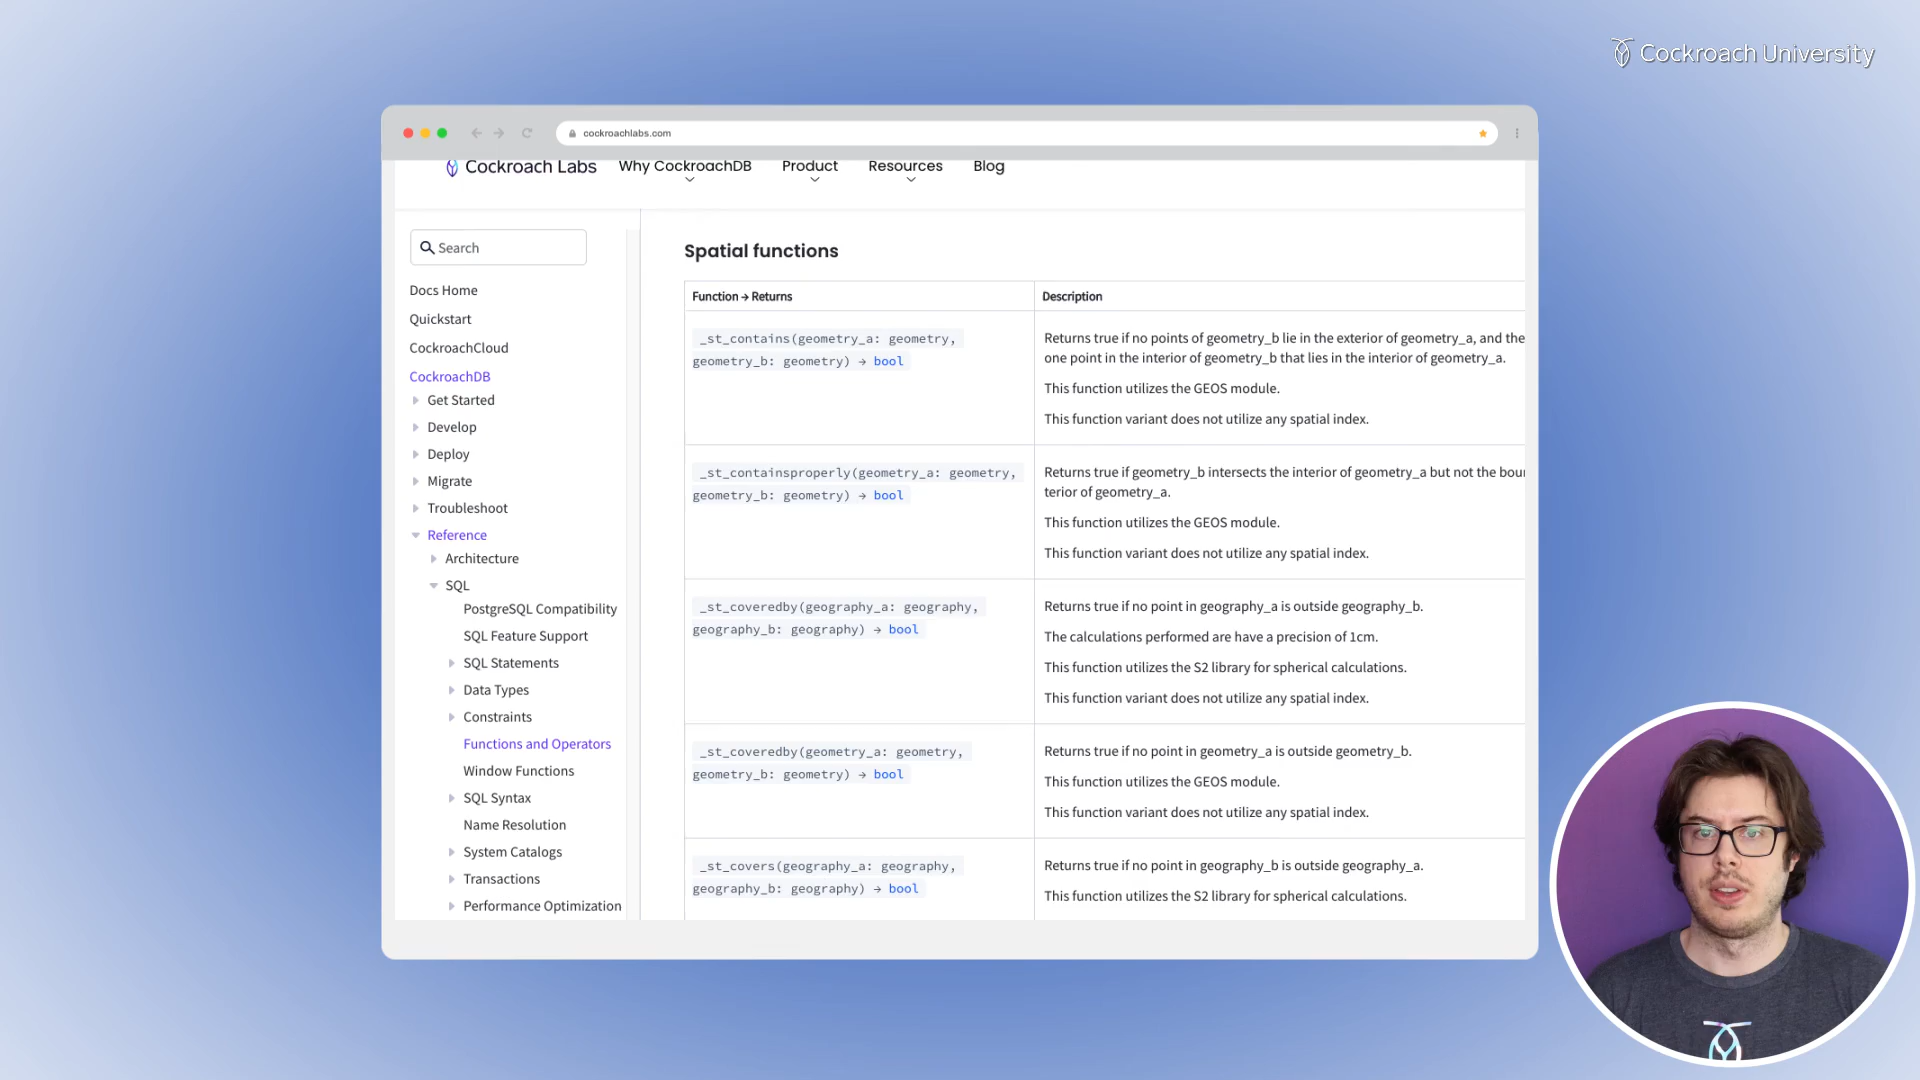 Cockroach University
cockroachlabs.com
Cockroach Labs
Why CockroachDB
Product
Resources
Blog
Search
Docs Home
Quickstart
CockroachCloud
CockroachDB
Get Started
Develop
Deploy
Migrate
Troubleshoot
Reference
Architecture
SQL
PostgreSQL Compatibility
SQL Feature Support
SQL Statements
Data Types
Constraints
Functions and Operators
Window Functions
SQL Syntax
Name Resolution
System Catalogs
Transactions
Performance Optimization
Spatial functions
Function → Returns
Description
_st_contains(geometry_a: geometry,
geometry_b: geometry) → bool
Returns true if no points of geometry_b lie in the exterior of geometry_a, and the
one point in the interior of geometry_b that lies in the interior of geometry_a.
This function utilizes the GEOS module.
This function variant does not utilize any spatial index.
_st_containsproperly(geometry_a: geometry,
geometry_b: geometry) → bool
Returns true if geometry_b intersects the interior of geometry_a but not the bou
terior of geometry_a.
This function utilizes the GEOS module.
This function variant does not utilize any spatial index.
_st_coveredby(geography_a: geography,
geography_b: geography) → bool
Returns true if no point in geography_a is outside geography_b.
The calculations performed are have a precision of 1cm.
This function utilizes the S2 library for spherical calculations.
This function variant does not utilize any spatial index.
_st_coveredby(geometry_a: geometry,
geometry_b: geometry) → bool
Returns true if no point in geometry_a is outside geometry_b.
This function utilizes the GEOS module.
This function variant does not utilize any spatial index.
_st_covers(geography_a: geography,
geography_b: geography) → bool
Returns true if no point in geography_b is outside geography_a.
This function utilizes the S2 library for spherical calculations.